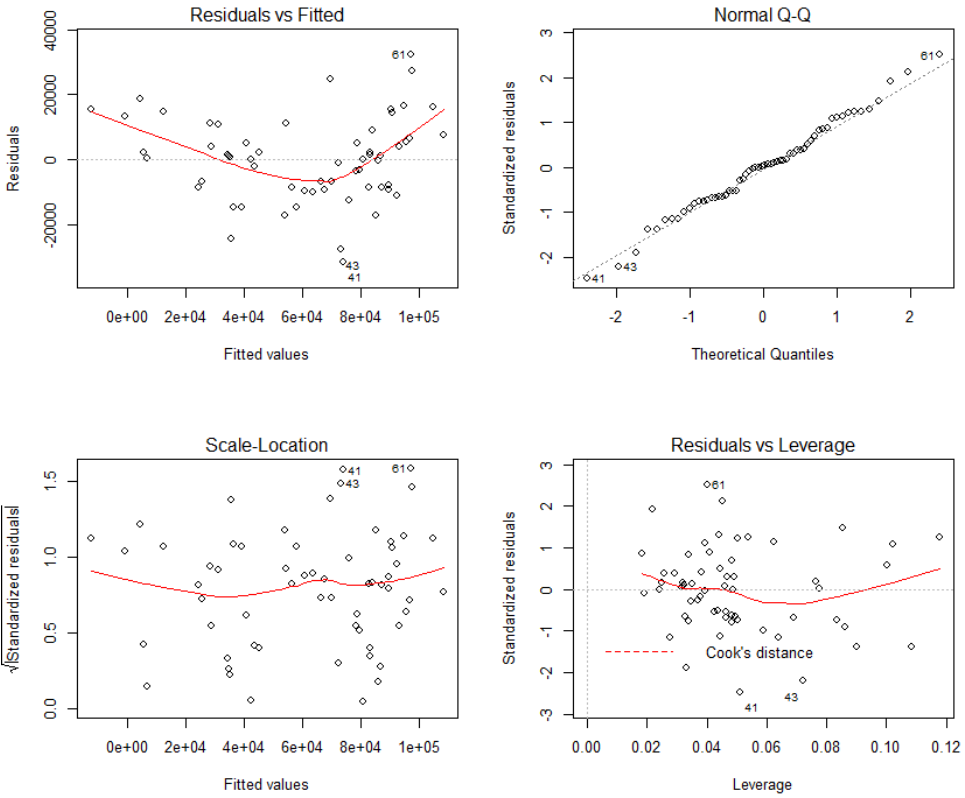 Residuals vs Fitted
Residuals
40000
20000
0
-20000
61
43
41
0e+00 2e+04 4e+04 6e+04 8e+04 1e+05
Fitted values
Normal Q-Q
Standardized residuals
3
2
1
0
-1
-2
61
41
43
-2 -1 0 1 2
Theoretical Quantiles
Scale-Location
√|Standardized residuals|
1.5
1.0
0.5
0.0
41
43
61
0e+00 2e+04 4e+04 6e+04 8e+04 1e+05
Fitted values
Residuals vs Leverage
Standardized residuals
3
2
1
0
-1
-2
-3
61
Cook's distance
43
41
0.00 0.02 0.04 0.06 0.08 0.10 0.12
Leverage